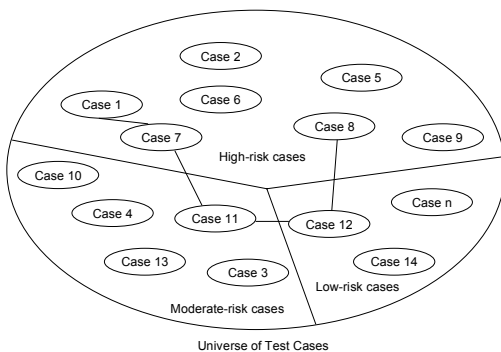 Case 2
Case 5
Case 6
Case 1
Case 8
Case 7
Case 9
High-risk cases
Case 10
Case n
Case 4
Case 11
Case 12
Case 13
Case 14
Case 3
Low-risk cases
Moderate-risk cases
Universe of Test Cases